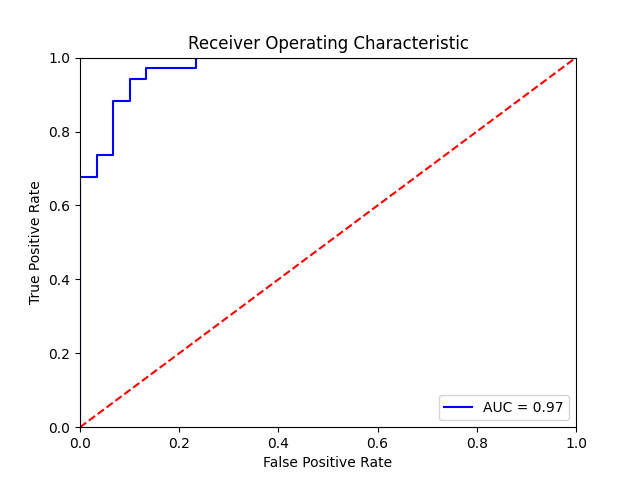 Receiver Operating Characteristic
1.0
0.8
0.6
0.4
0.2
0.0
True Positive Rate
AUC = 0.97
0.0 0.2 0.4 0.6 0.8 1.0
False Positive Rate